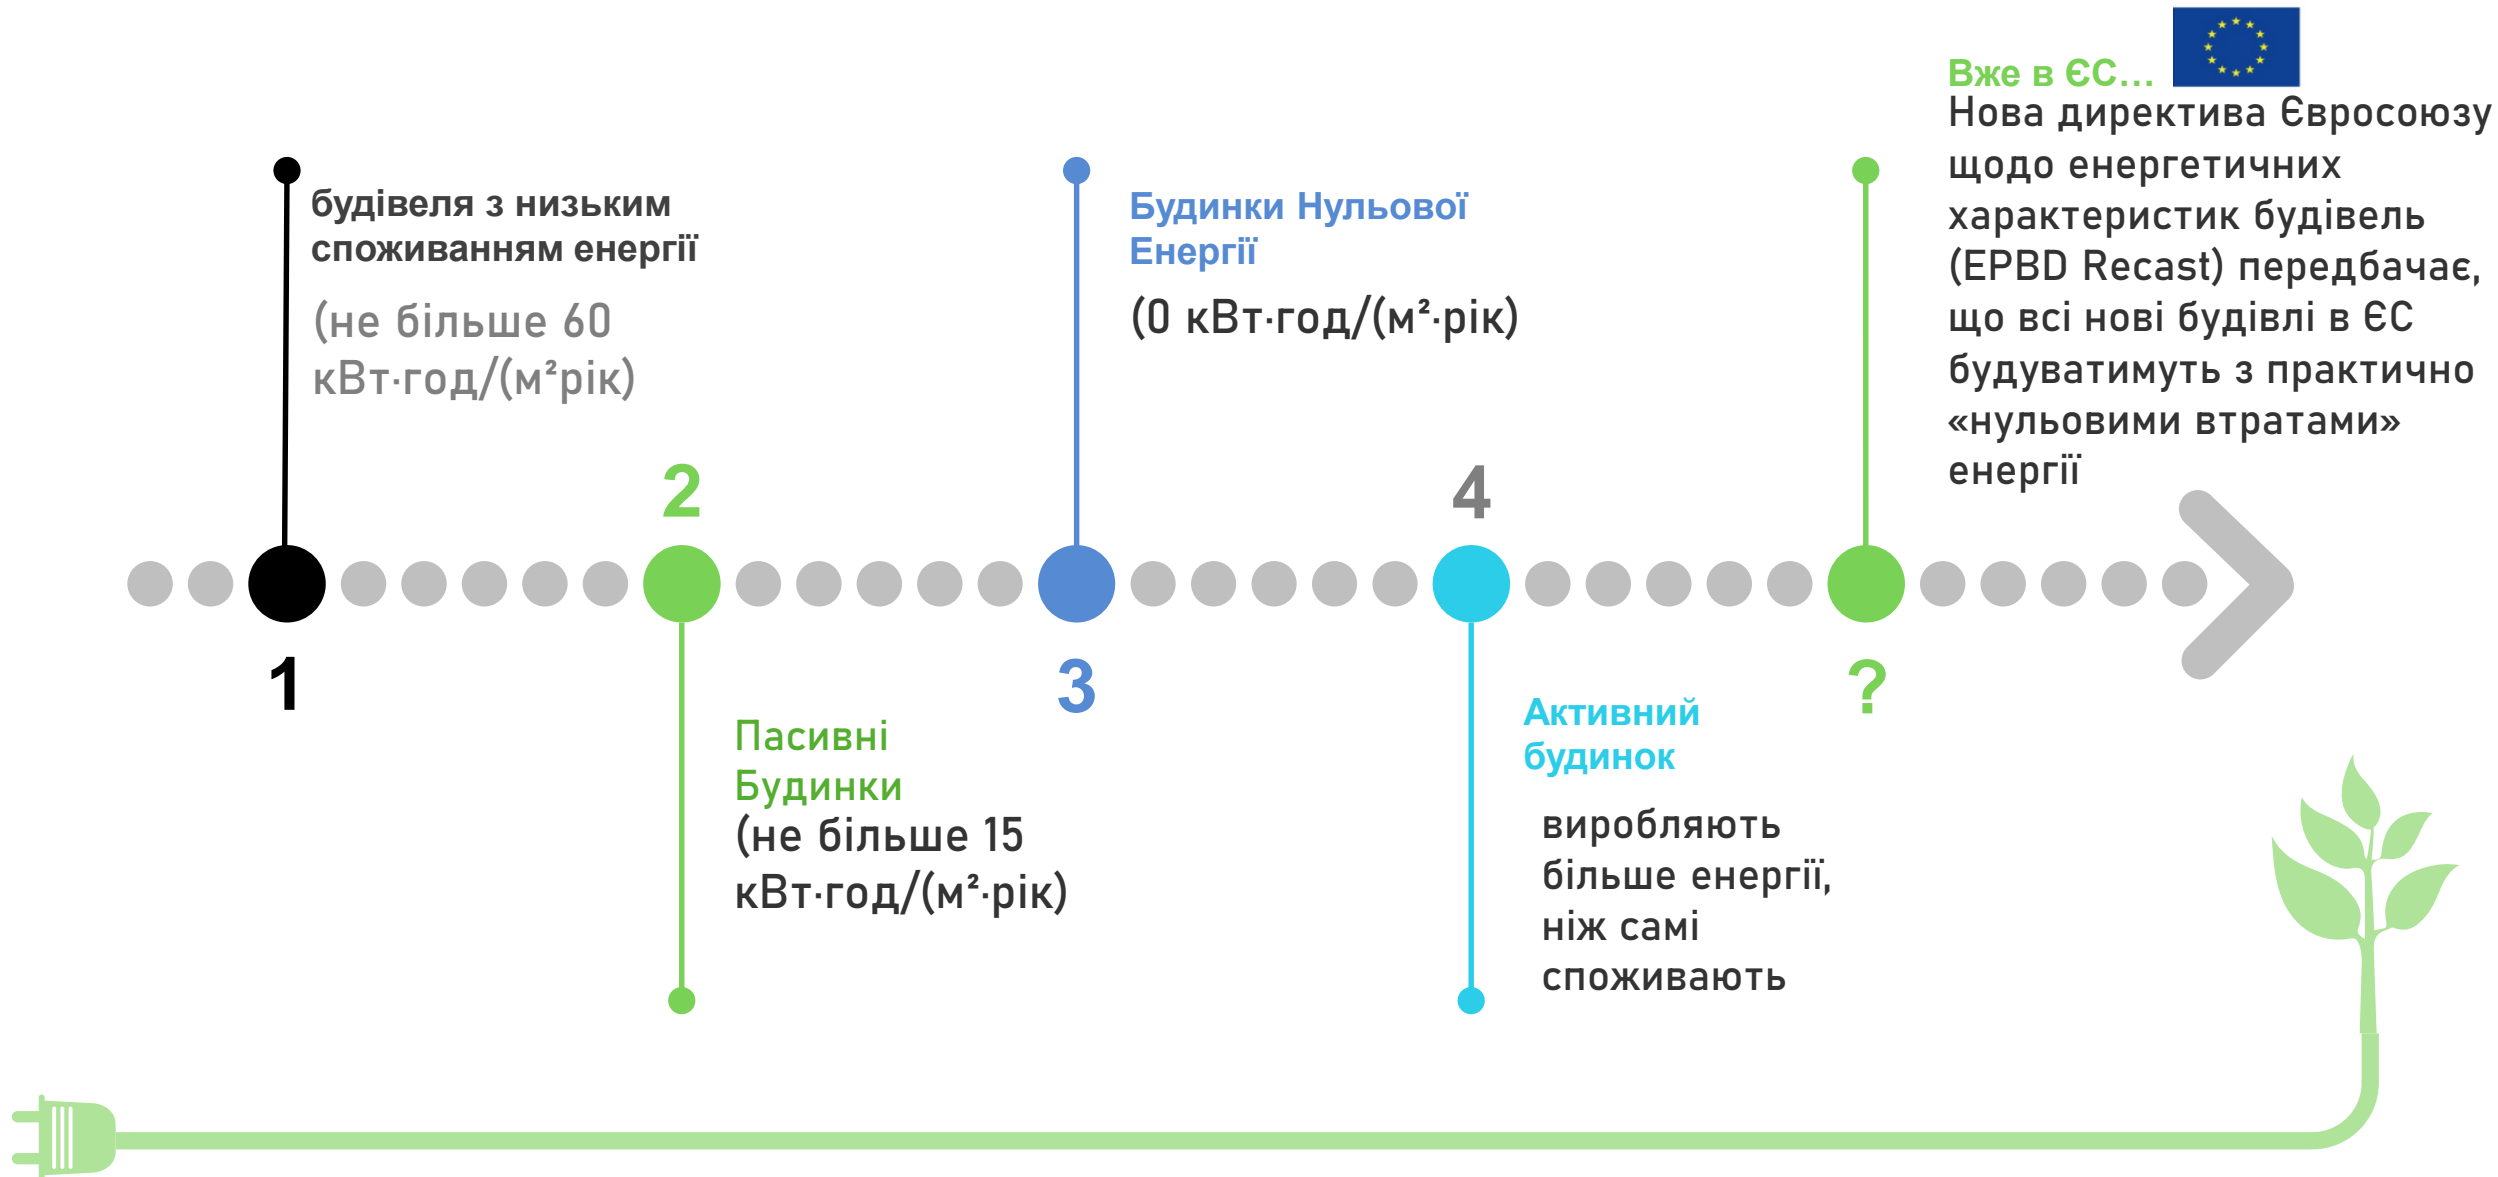 1
будівеля з низьким
споживанням енергії
(не більше 60
кВт·год/(м²рік)
2
Пасивні
Будинки
(не більше 15
кВт·год/(м²·рік)
3
Будинки Нульової
Енергії
(0 кВт·год/(м²·рік)
4
Активний
будинок
виробляють
більше енергії,
ніж самі
споживають
?
Вже в ЄС...
Нова директива Євросоюзу
щодо енергетичних
характеристик будівель
(EPBD Recast) передбачає,
що всі нові будівлі в ЄС
будуватимуть з практично
«нульовими втратами»
енергії